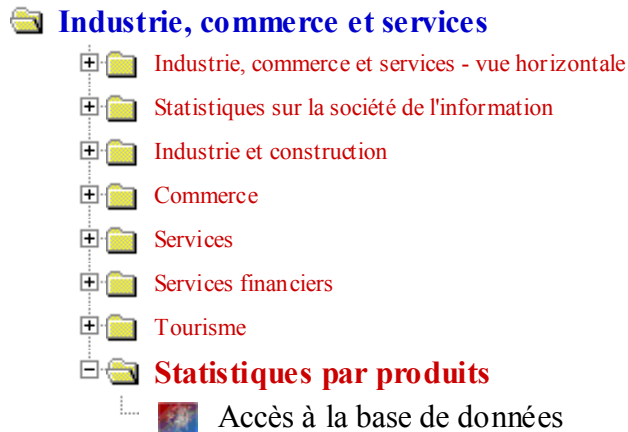 Industrie, commerce et services
Industrie, commerce et services - vue horizontale
Statistiques sur la société de l'information
Industrie et construction
Commerce
Services
Services financiers
Tourisme
Statistiques par produits
Accès à la base de données